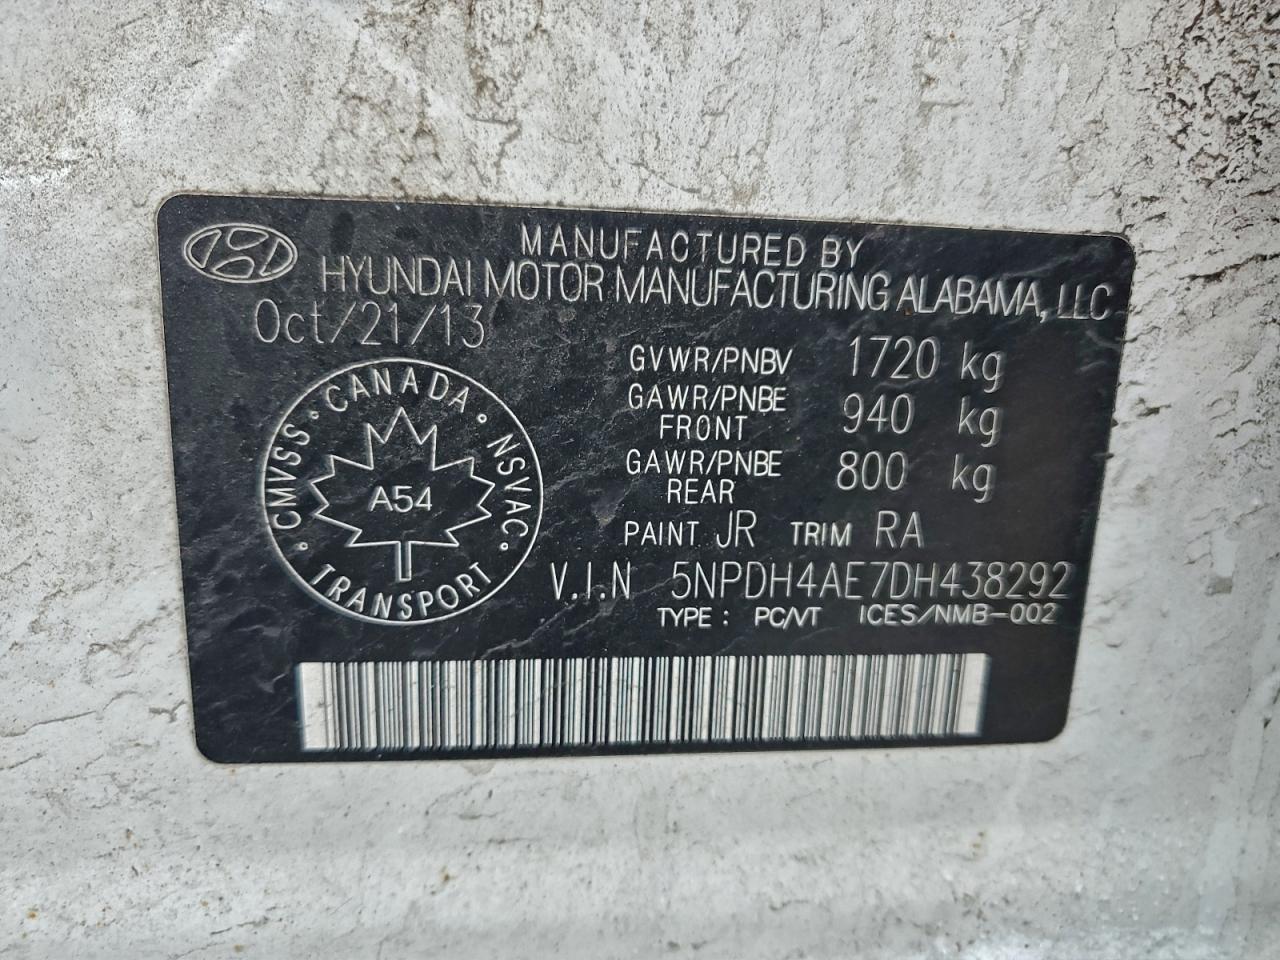 MANUFACTURED BY
HYUNDAI MOTOR MANUFACTURING ALABAMA, LLC
Oct/21/13
GVWR/PNBV 1720 kg
GAWR/PNBE FRONT 940 kg
GAWR/PNBE REAR 800 kg
PAINT JR TRIM RA
V.I.N 5NPDH4AE7DH438292
TYPE : PC/VT ICES/NMB-002
CANADA
CMVSS
NSVAC
A54
TRANSPORT